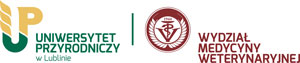 UNIWERSYTET
PRZYRODNICZY
w Lublinie
WYDZIAŁ
MEDYCYNY
WETERYNARYJNEJ